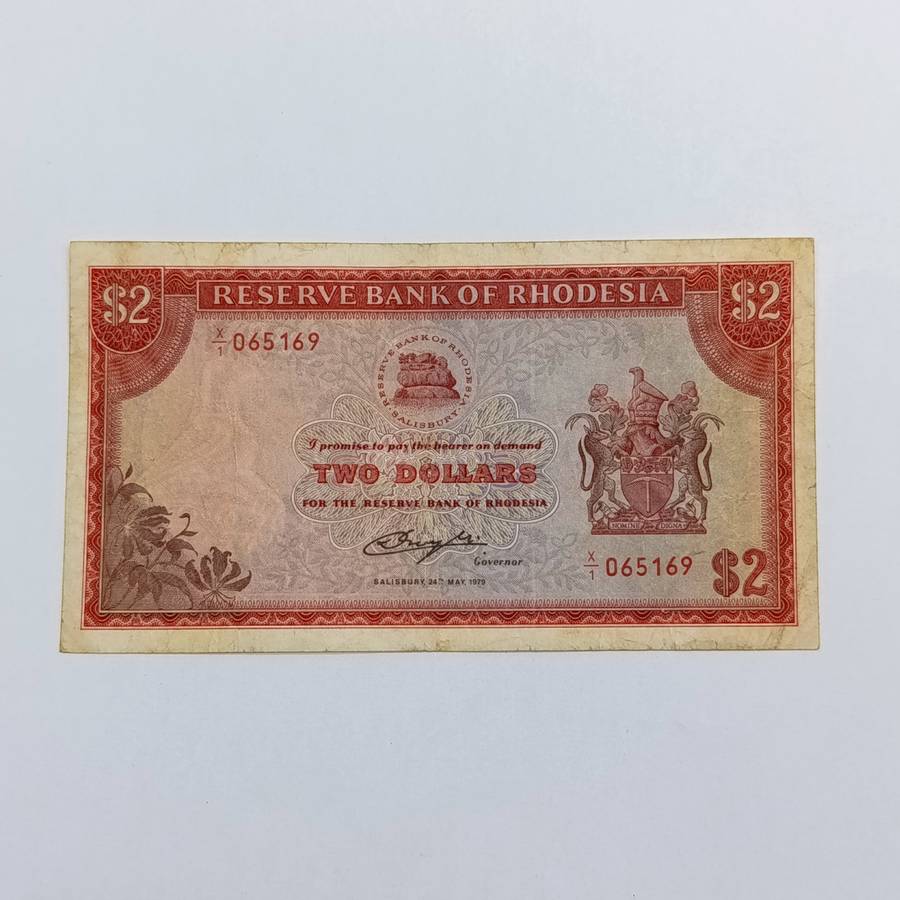 $2 RESERVE BANK OF RHODESIA $2
X/1 065169
RESERVE BANK OF RHODESIA
SALISBURY
I promise to pay the bearer on demand
TWO DOLLARS
FOR THE RESERVE BANK OF RHODESIA
Governor
SALISBURY, 24TH MAY, 1979
SIT NOMINE DIGNA
X/1 065169 $2